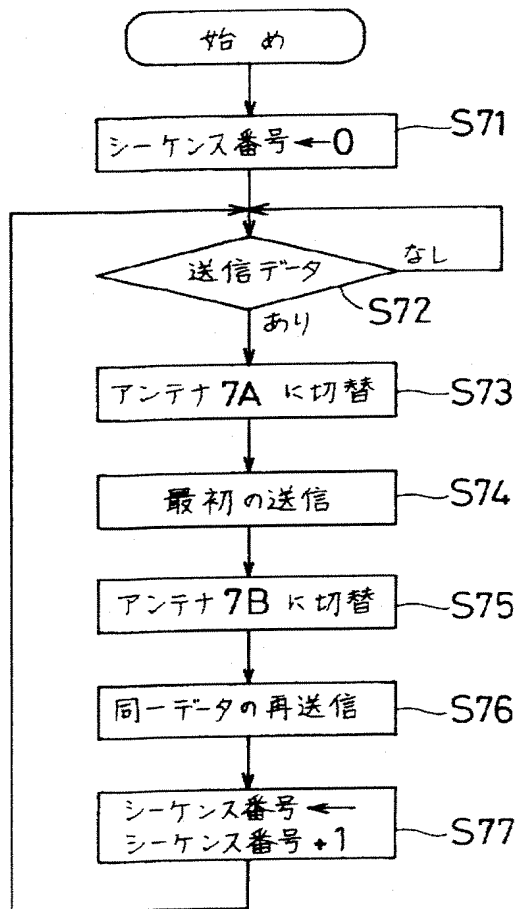 始め
シーケンス番号←0
S71
送信データ
なし
S72
あり
アンテナ7Aに切替
S73
最初の送信
S74
アンテナ7Bに切替
S75
同一データの再送信
S76
シーケンス番号←
シーケンス番号+1
S77